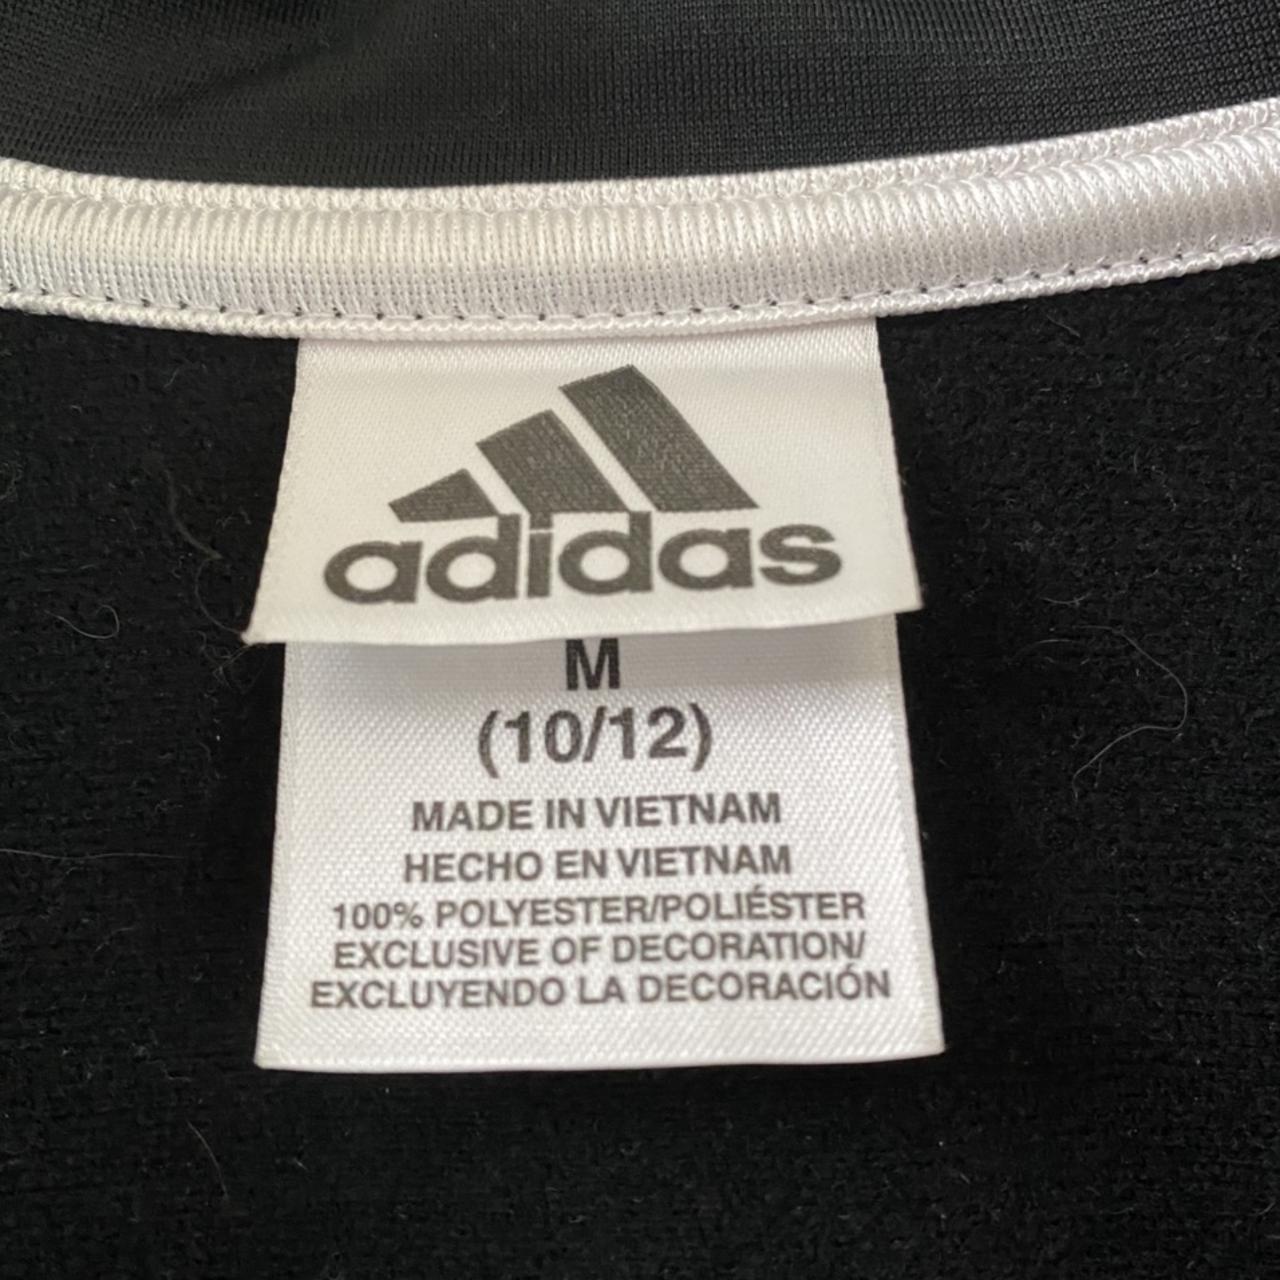 adidas
M
(10/12)
MADE IN VIETNAM
HECHO EN VIETNAM
100% POLYESTER/POLIÉSTER
EXCLUSIVE OF DECORATION/
EXCLUYENDO LA DECORACIÓN